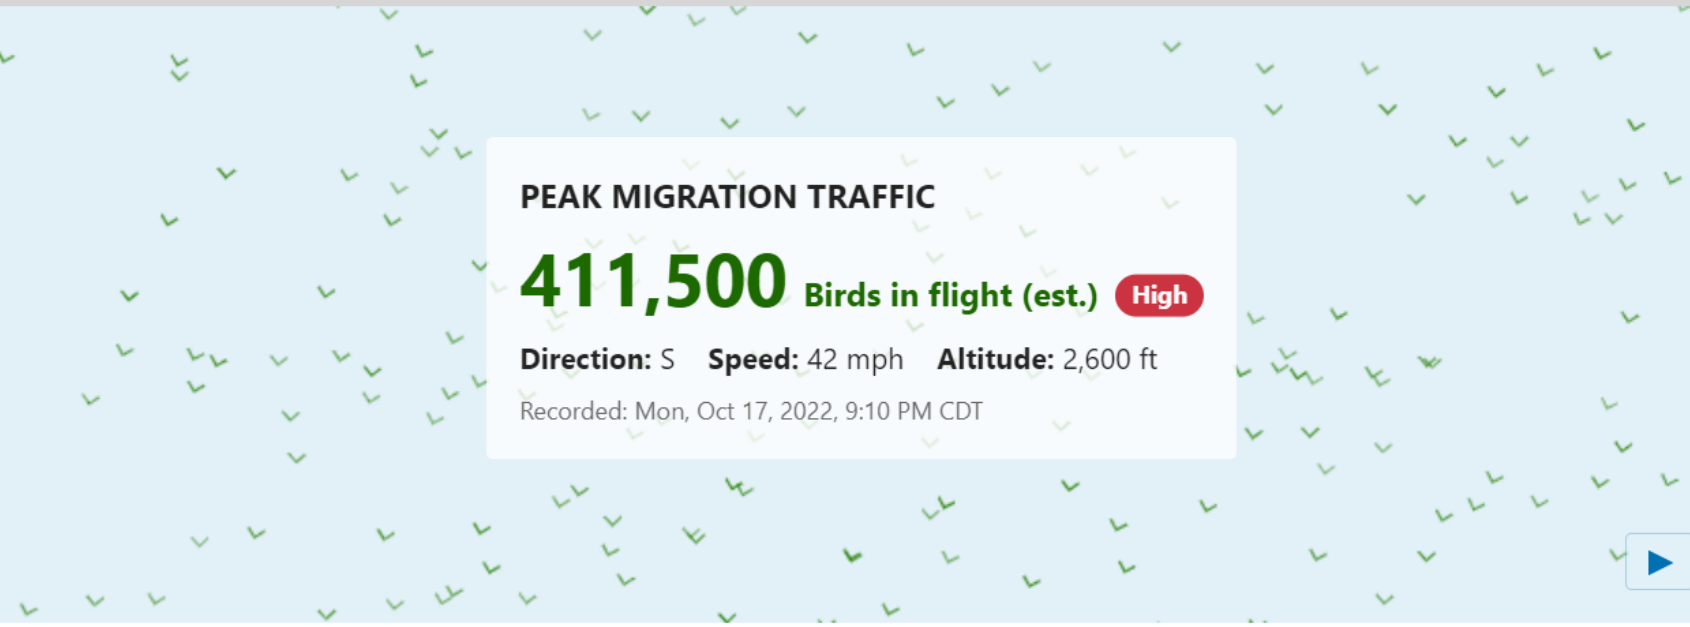 PEAK MIGRATION TRAFFIC
411,500 Birds in flight (est.) High
Direction: S Speed: 42 mph Altitude: 2,600 ft
Recorded: Mon, Oct 17, 2022, 9:10 PM CDT